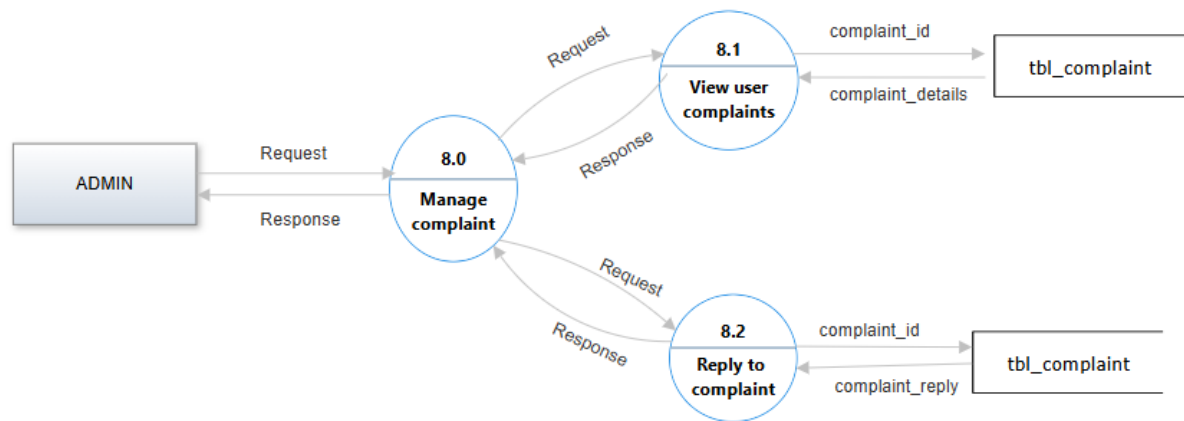 ADMIN
Request
Response
8.0
Manage
complaint
Request
Response
8.1
View user
complaints
complaint_id
complaint_details
tbl_complaint
Request
Response
8.2
Reply to
complaint
complaint_id
complaint_reply
tbl_complaint